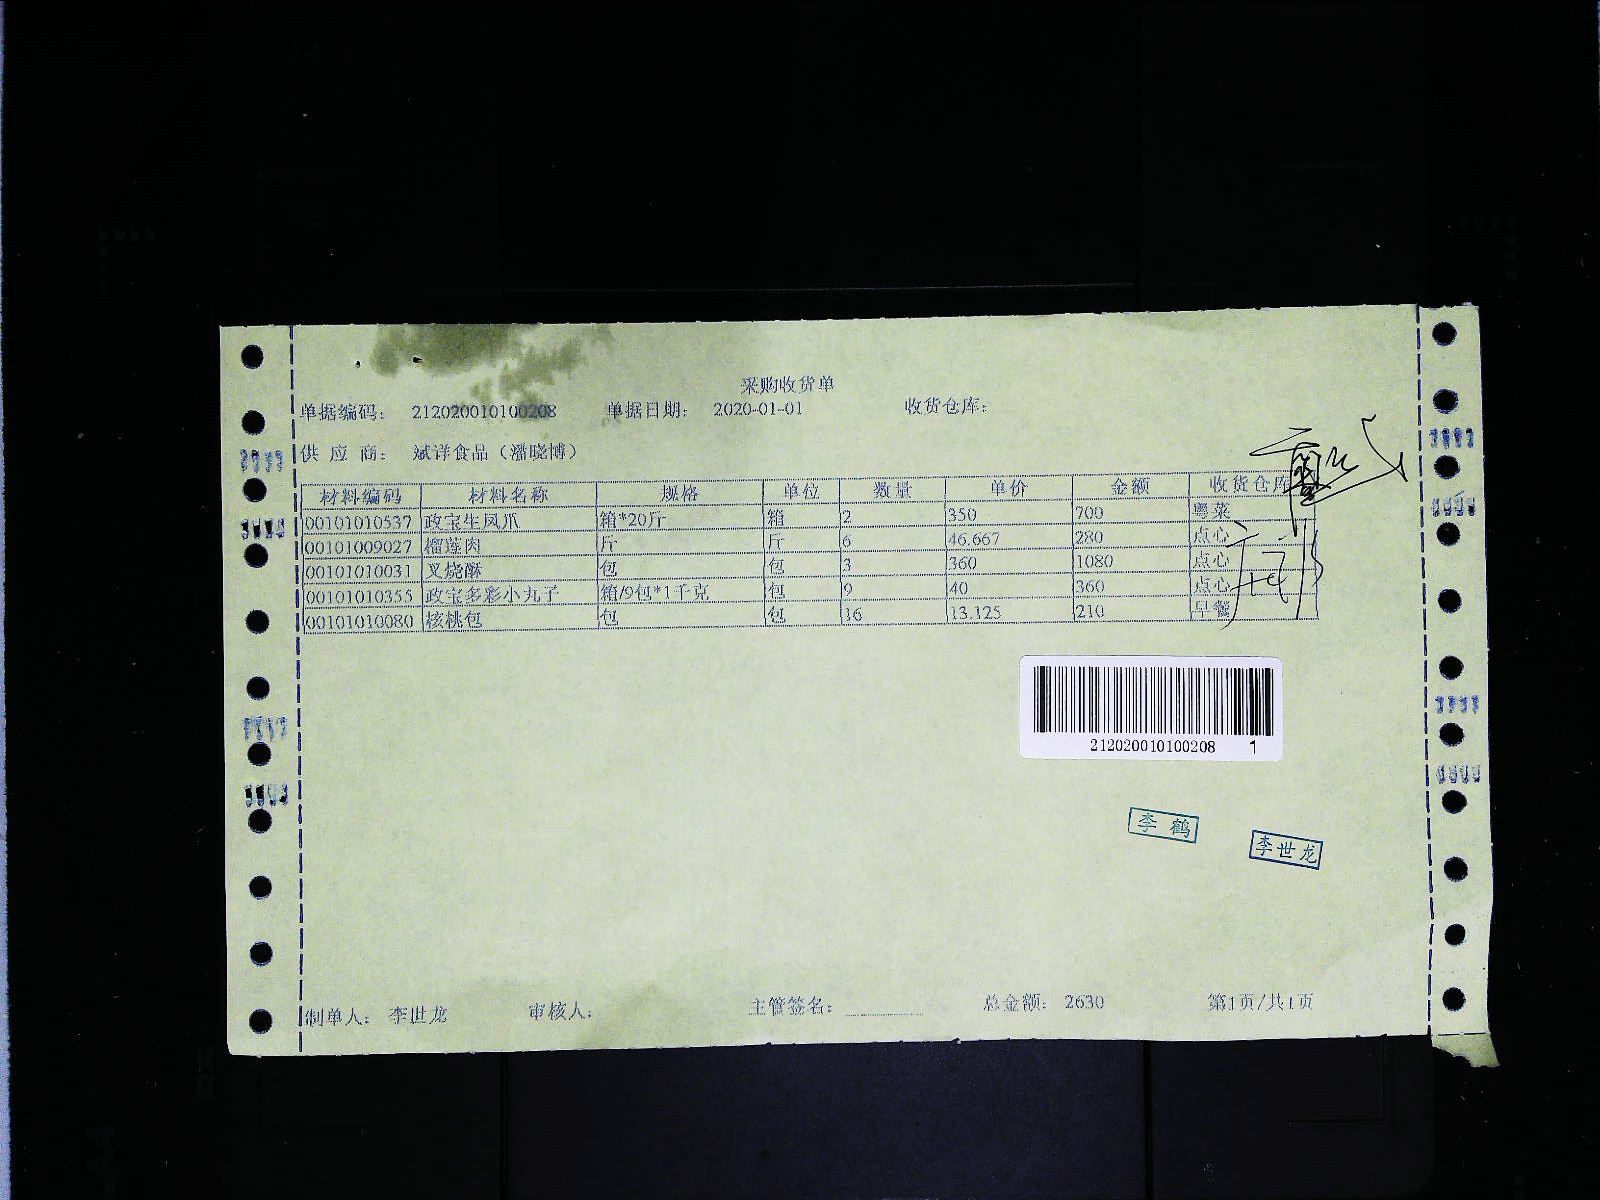 采购收货单
单据编码： 212020010100208 单据日期： 2020-01-01 收货仓库：
供 应 商： 斌详食品（潘晓博）
材料编码 材料名称 规格 单位 数量 单价 金额 收货仓库
00101010537 政宝生凤爪 箱*20斤 箱 2 350 700 粤菜
00101009027 榴莲肉 斤 斤 6 46.667 280 点心
00101010031 叉烧酥 包 包 3 360 1080 点心
00101010355 政宝多彩小丸子 箱/9包*1千克 包 9 40 360 点心
00101010080 核桃包 包 包 16 13.125 210 早餐
212020010100208 1
李 鹤
李世龙
制单人： 李世龙 审核人： 主管签名： 总金额： 2630 第1页/共1页